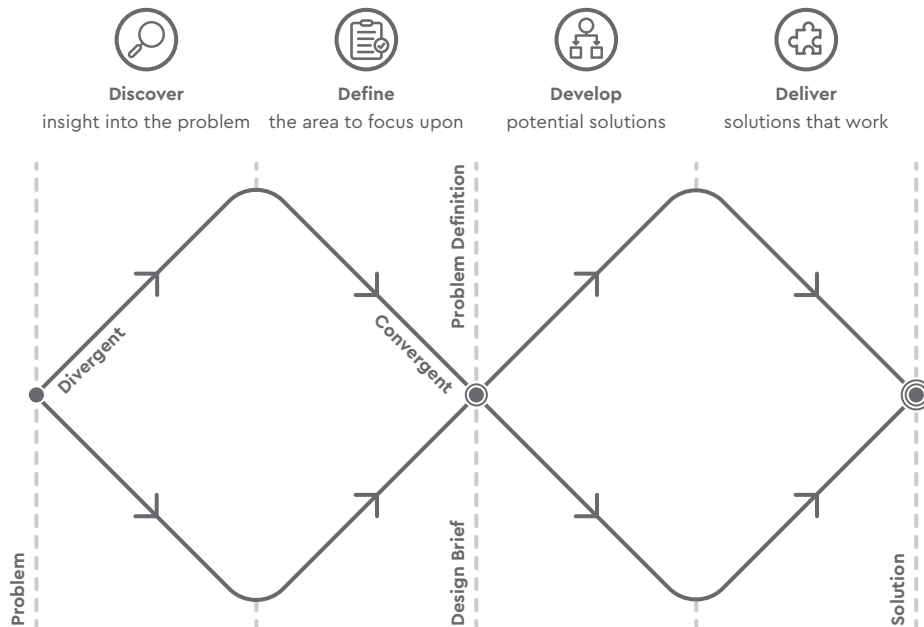 Discover
insight into the problem
Define
the area to focus upon
Develop
potential solutions
Deliver
solutions that work
Divergent
Convergent
Problem Definition
Problem
Design Brief
Solution